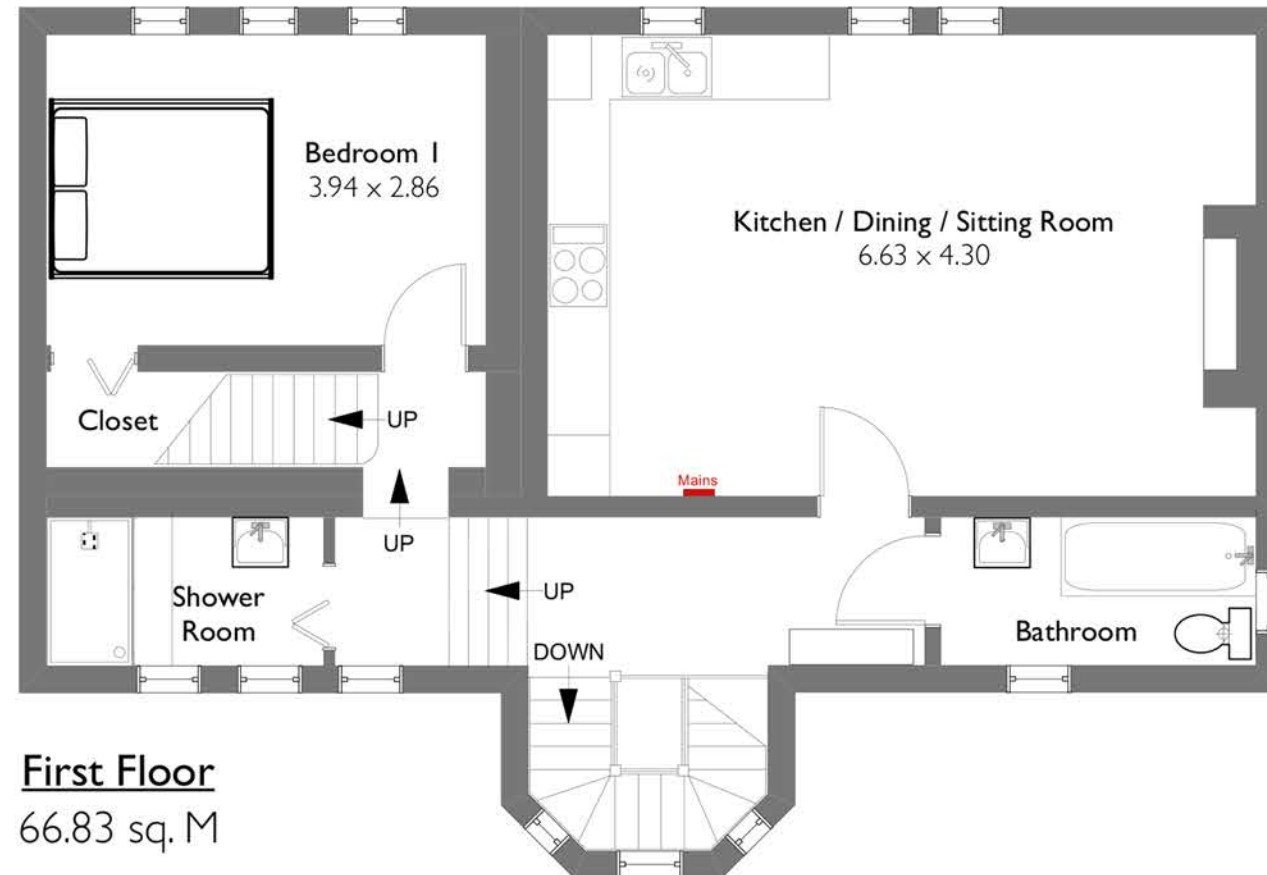 Bedroom 1
3.94 x 2.86
Kitchen / Dining / Sitting Room
6.63 x 4.30
Closet
UP
Mains
UP
Shower
Room
UP
DOWN
Bathroom
First Floor
66.83 sq. M